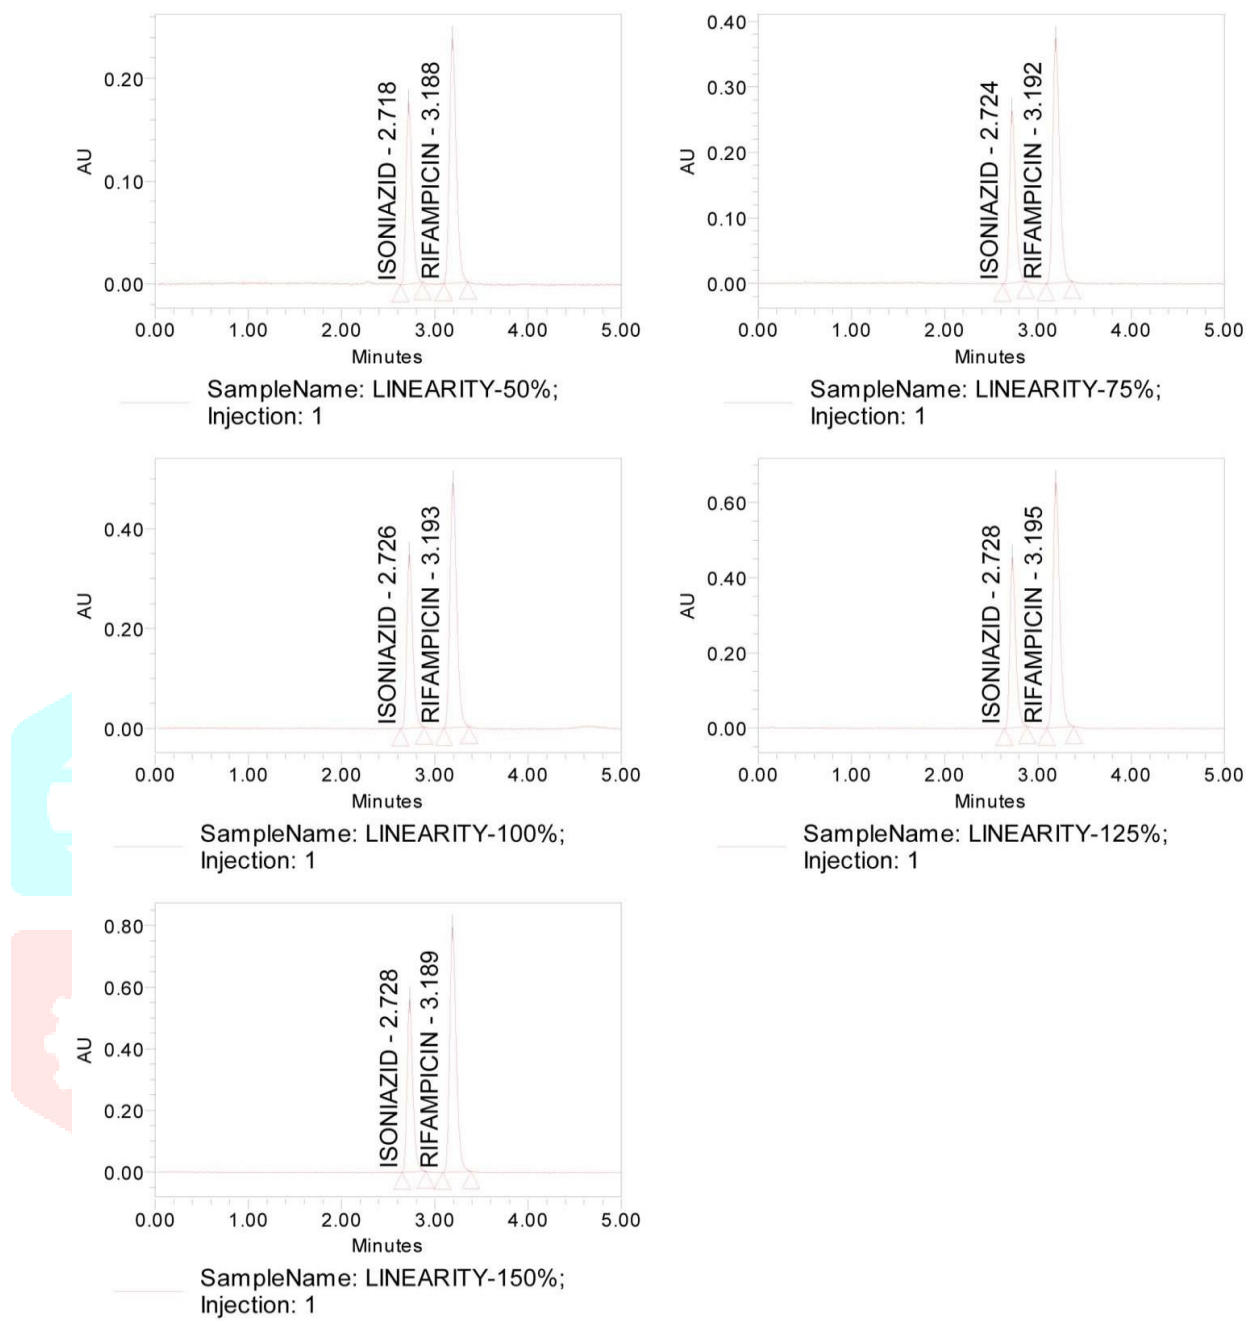 AU
0.20
0.10
0.00
ISONIAZID - 2.718
RIFAMPICIN - 3.188
0.00 1.00 2.00 3.00 4.00 5.00
Minutes
SampleName: LINEARITY-50%;
Injection: 1
AU
0.40
0.30
0.20
0.10
0.00
ISONIAZID - 2.724
RIFAMPICIN - 3.192
0.00 1.00 2.00 3.00 4.00 5.00
Minutes
SampleName: LINEARITY-75%;
Injection: 1
AU
0.40
0.20
0.00
ISONIAZID - 2.726
RIFAMPICIN - 3.193
0.00 1.00 2.00 3.00 4.00 5.00
Minutes
SampleName: LINEARITY-100%;
Injection: 1
AU
0.60
0.40
0.20
0.00
ISONIAZID - 2.728
RIFAMPICIN - 3.195
0.00 1.00 2.00 3.00 4.00 5.00
Minutes
SampleName: LINEARITY-125%;
Injection: 1
AU
0.80
0.60
0.40
0.20
0.00
ISONIAZID - 2.728
RIFAMPICIN - 3.189
0.00 1.00 2.00 3.00 4.00 5.00
Minutes
SampleName: LINEARITY-150%;
Injection: 1